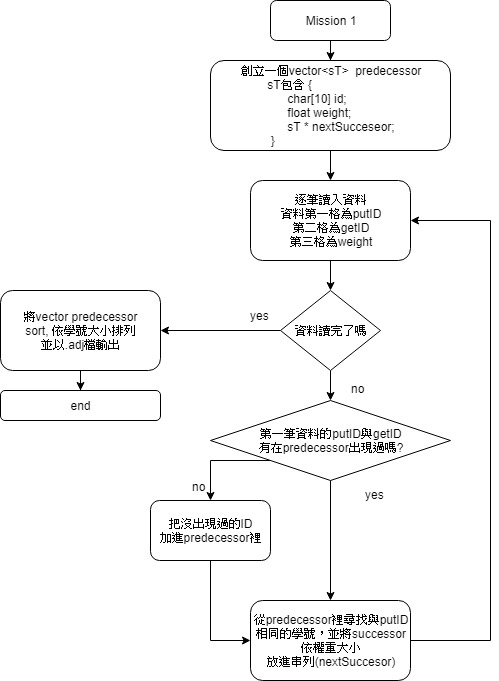 Mission 1
創立一個vector<sT> predecessor
sT包含 {
char[10] id;
float weight;
sT * nextSucceseor;
}
逐筆讀入資料
資料第一格為putID
第二格為getID
第三格為weight
資料讀完了嗎
yes
將vector predecessor
sort, 依學號大小排列
並以.adj檔輸出
end
no
第一筆資料的putID與getID
有在predecessor出現過嗎?
no
yes
把沒出現過的ID
加進predecessor裡
從predecessor裡尋找與putID
相同的學號，並將successor
依權重大小
放進串列(nextSuccesor)